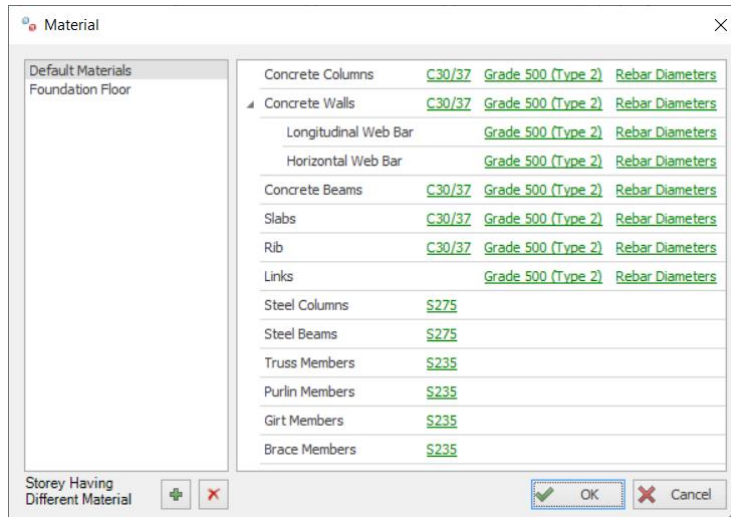 Material
Default Materials
Foundation Floor
Concrete Columns C30/37 Grade 500 (Type 2) Rebar Diameters
Concrete Walls C30/37 Grade 500 (Type 2) Rebar Diameters
Longitudinal Web Bar Grade 500 (Type 2) Rebar Diameters
Horizontal Web Bar Grade 500 (Type 2) Rebar Diameters
Concrete Beams C30/37 Grade 500 (Type 2) Rebar Diameters
Slabs C30/37 Grade 500 (Type 2) Rebar Diameters
Rib C30/37 Grade 500 (Type 2) Rebar Diameters
Links Grade 500 (Type 2) Rebar Diameters
Steel Columns S275
Steel Beams S275
Truss Members S235
Purlin Members S235
Girt Members S235
Brace Members S235
Storey Having
Different Material
OK Cancel